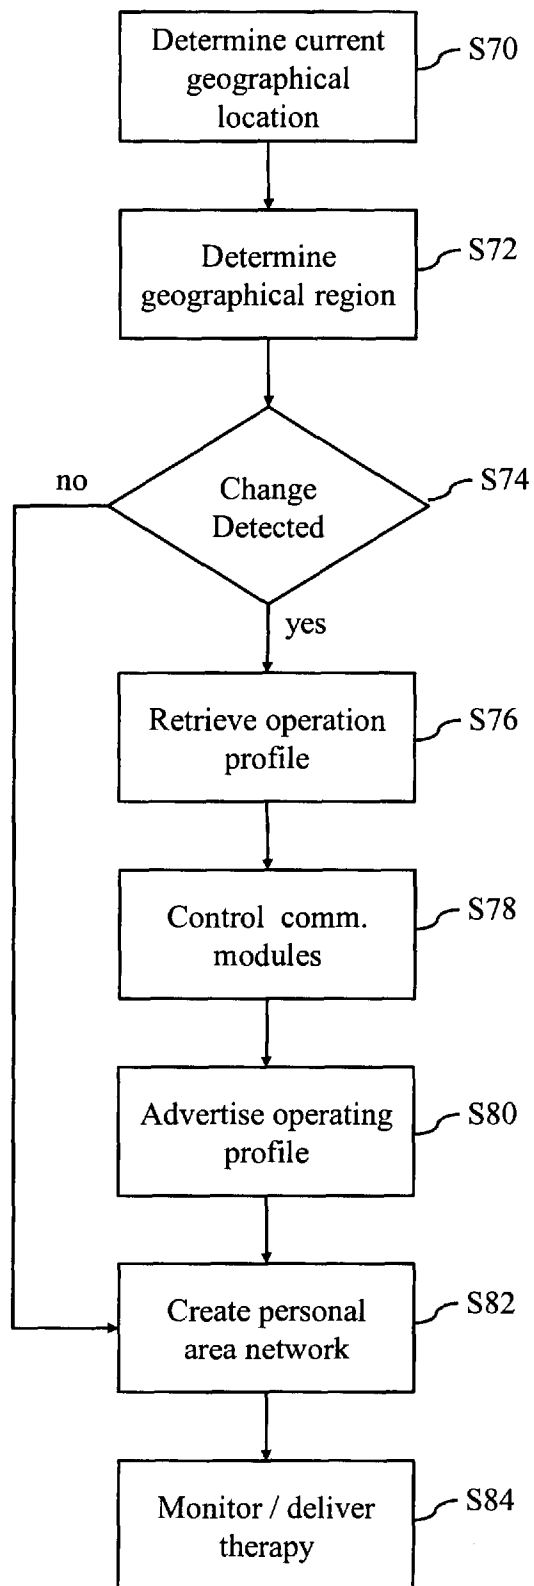 Determine current
geographical
location
S70
Determine
geographical region
S72
Change
Detected
S74
no
yes
Retrieve operation
profile
S76
Control comm.
modules
S78
Advertise operating
profile
S80
Create personal
area network
S82
Monitor / deliver
therapy
S84